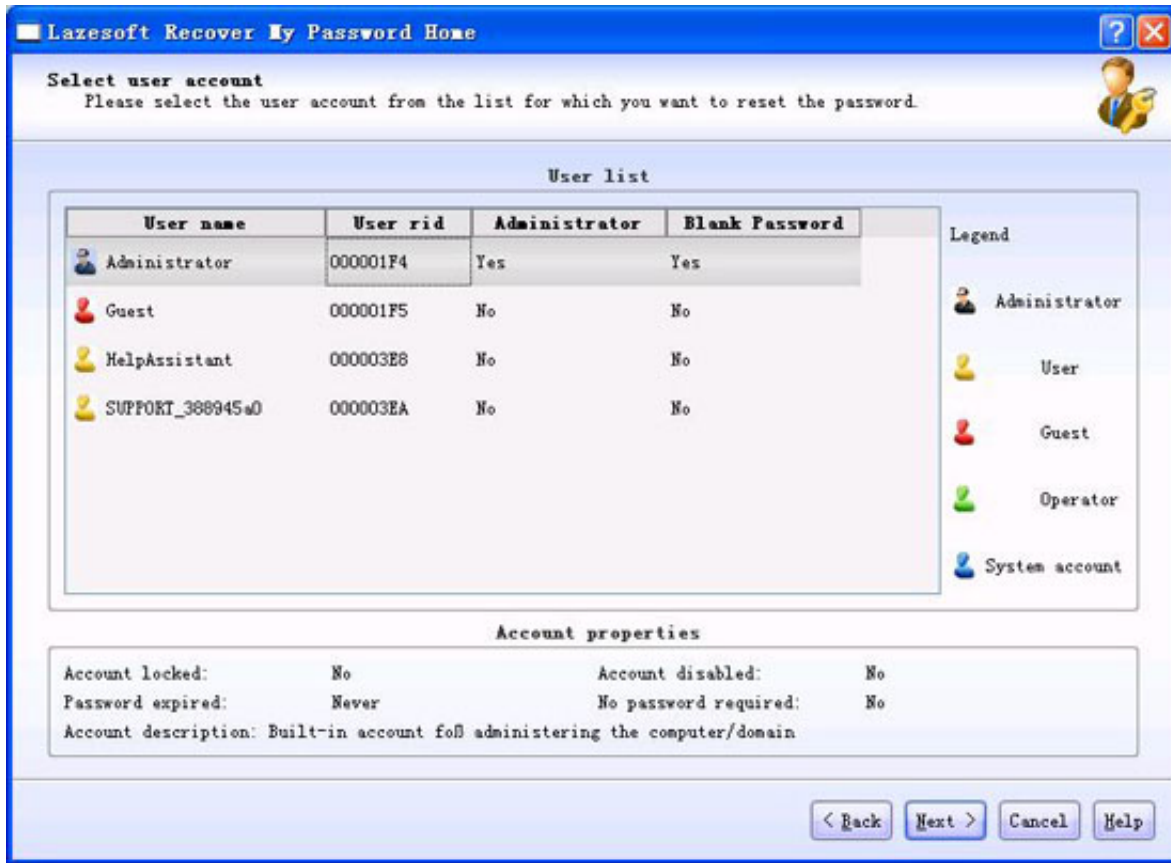 Lazesoft Recover My Password Home
Select user account
Please select the user account from the list for which you want to reset the password.
User list
User name User rid Administrator Blank Password
Administrator 000001F4 Yes Yes
Guest 000001F5 No No
HelpAssistant 000003E8 No No
SUPPORT_388945a0 000003EA No No
Legend
Administrator
User
Guest
Operator
System account
Account properties
Account locked: No Account disabled: No
Password expired: Never No password required: No
Account description: Built-in account foß administering the computer/domain
< Back Next > Cancel Help